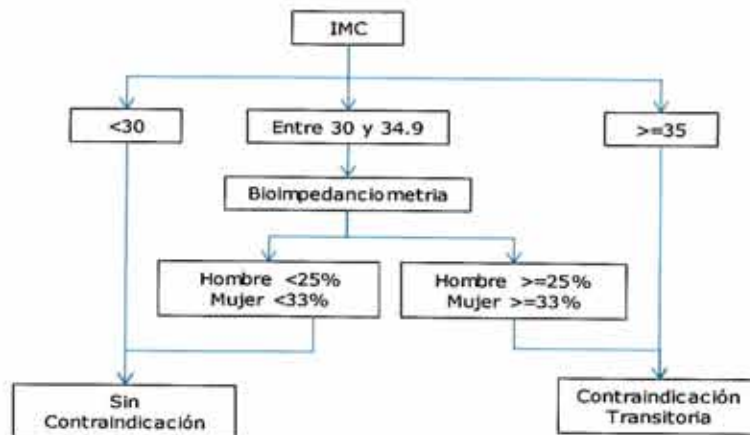 IMC
<30
Entre 30 y 34.9
>=35
Bioimpedanciometria
Hombre <25%
Mujer <33%
Hombre >=25%
Mujer >=33%
Sin
Contraindicación
Contraindicación
Transitoria